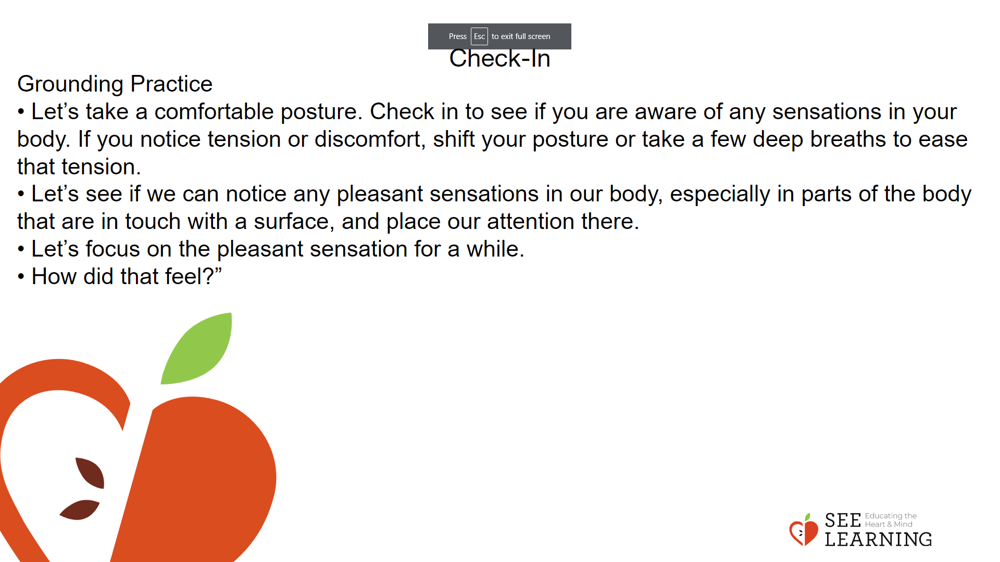 Press Esc to exit full screen
Check-In
Grounding Practice
• Let’s take a comfortable posture. Check in to see if you are aware of any sensations in your
body. If you notice tension or discomfort, shift your posture or take a few deep breaths to ease
that tension.
• Let’s see if we can notice any pleasant sensations in our body, especially in parts of the body
that are in touch with a surface, and place our attention there.
• Let’s focus on the pleasant sensation for a while.
• How did that feel?”
SEE Educating the
Heart & Mind
LEARNING